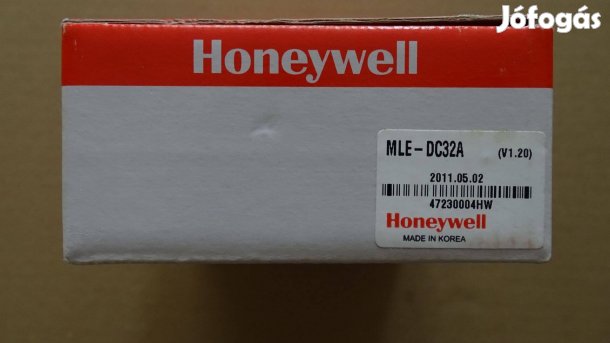 Jófogás
Honeywell
MLE-DC32A (V1.20)
2011.05.02
47230004HW
Honeywell
MADE IN KOREA